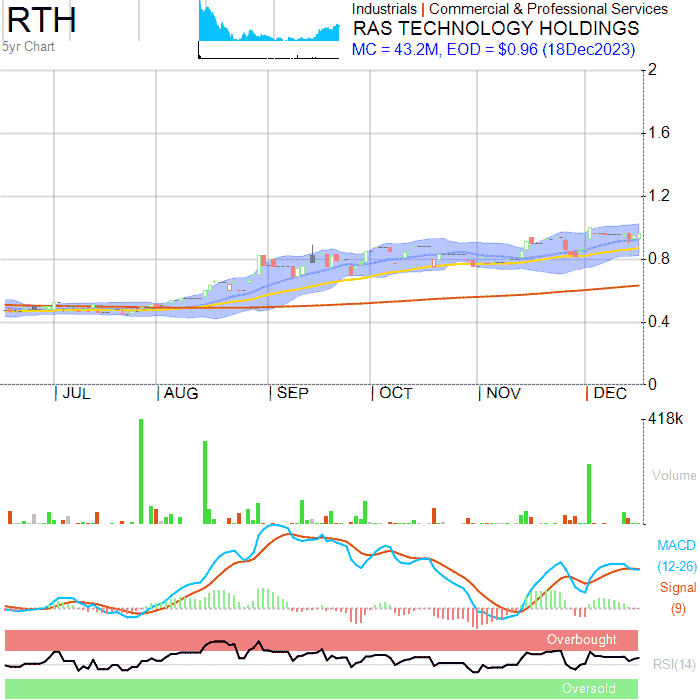 RTH
5yr Chart
Industrials | Commercial & Professional Services
RAS TECHNOLOGY HOLDINGS
MC = 43.2M, EOD = $0.96 (18Dec2023)
2
1.6
1.2
0.8
0.4
0
JUL AUG SEP OCT NOV DEC
418k
Volume
MACD
(12-26)
Signal
(9)
Overbought
RSI(14)
Oversold